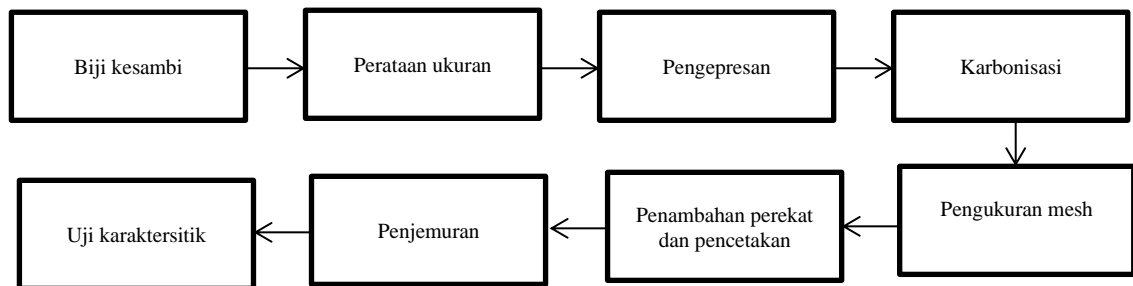 Biji kesambi
Perataan ukuran
Pengepresan
Karbonisasi
Pengukuran mesh
Penambahan perekat
dan pencetakan
Penjemuran
Uji karaktersitik